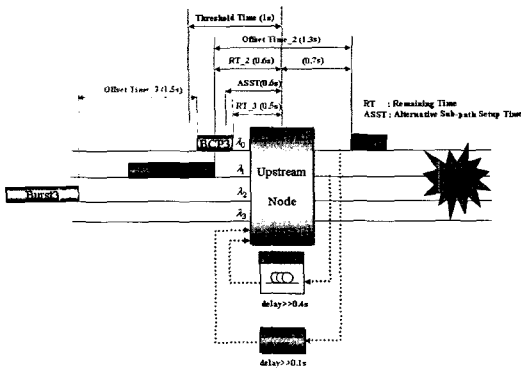 Threshold Time (1s)
Offset Time_2 (1.3s)
RT_2 (0.6s)
(0.7s)
ASST(0.6s)
Offset Time_3 (1.5s)
RT_3 (0.5s)
RT : Remaining Time
ASST : Alternative Sub-path Setup Time
BCP3
λ0
λ1
Upstream
Node
Burst3
λ2
λ3
delay>>0.4s
delay>>0.1s